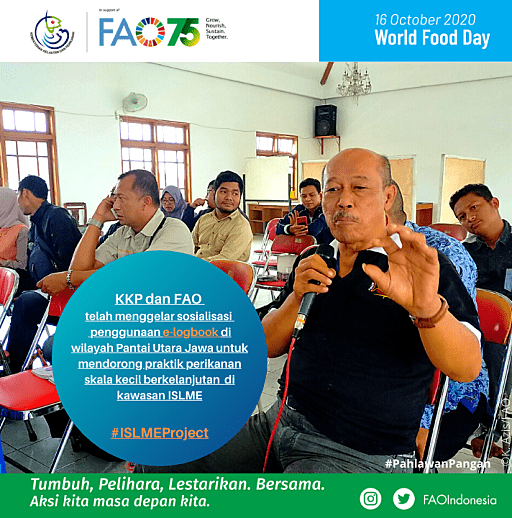 In support of
FAO75
Grow,
Nourish,
Sustain.
Together.
16 October 2020
World Food Day
KKP dan FAO
telah menggelar sosialisasi
penggunaan e-logbook di
wilayah Pantai Utara Jawa untuk
mendorong praktik perikanan
skala kecil berkelanjutan di
kawasan ISLME
#ISLMEProject
#PahlawanPangan
Tumbuh, Pelihara, Lestarikan. Bersama.
Aksi kita masa depan kita.
FAOIndonesia